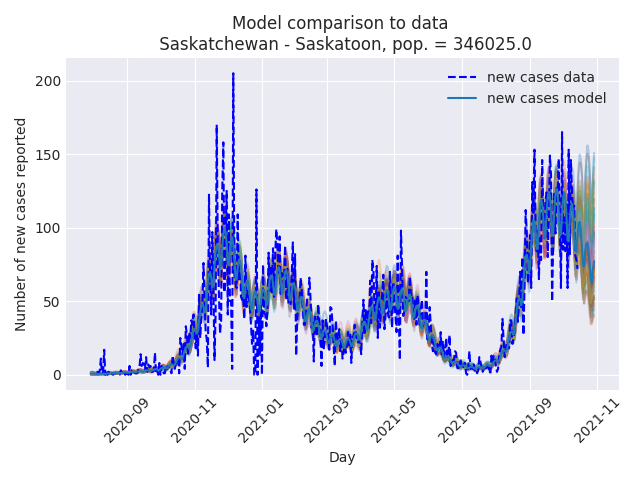 Model comparison to data
Saskatchewan - Saskatoon, pop. = 346025.0
Number of new cases reported
200
150
100
50
0
new cases data
new cases model
2020-09
2020-11
2021-01
2021-03
2021-05
2021-07
2021-09
2021-11
Day